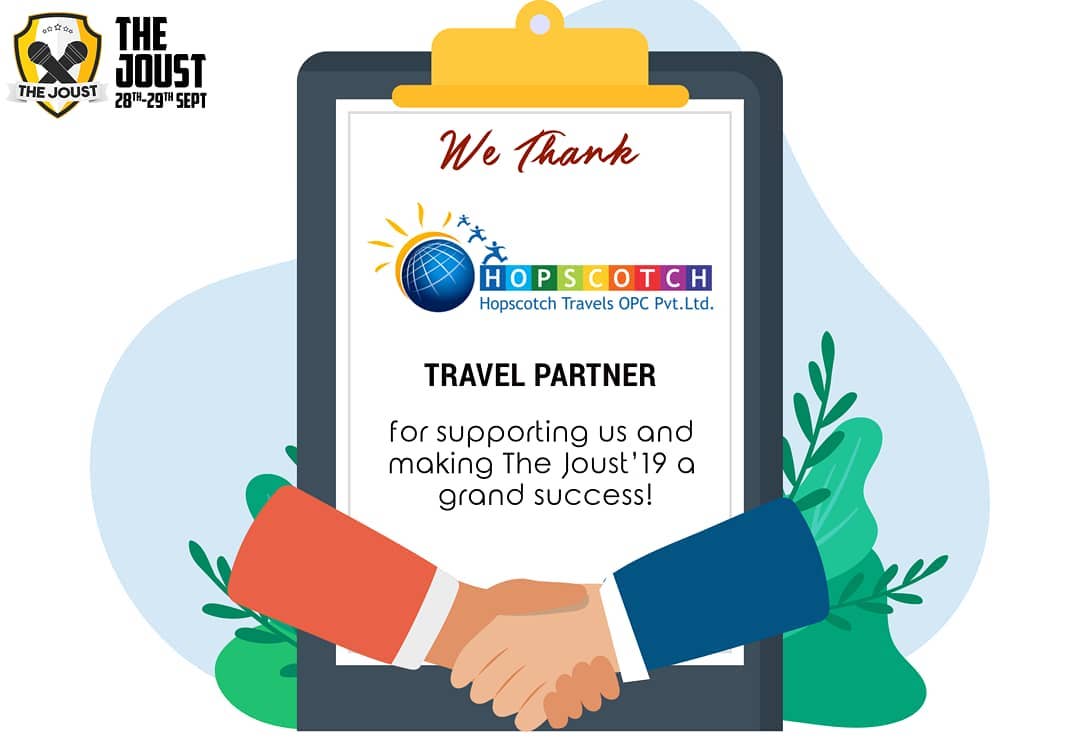 THE JOUST
THE
JOUST
28TH-29TH SEPT
We Thank
HOPSCOTCH
Hopscotch Travels OPC Pvt.Ltd.
TRAVEL PARTNER
for supporting us and
making The Joust'19 a
grand success!